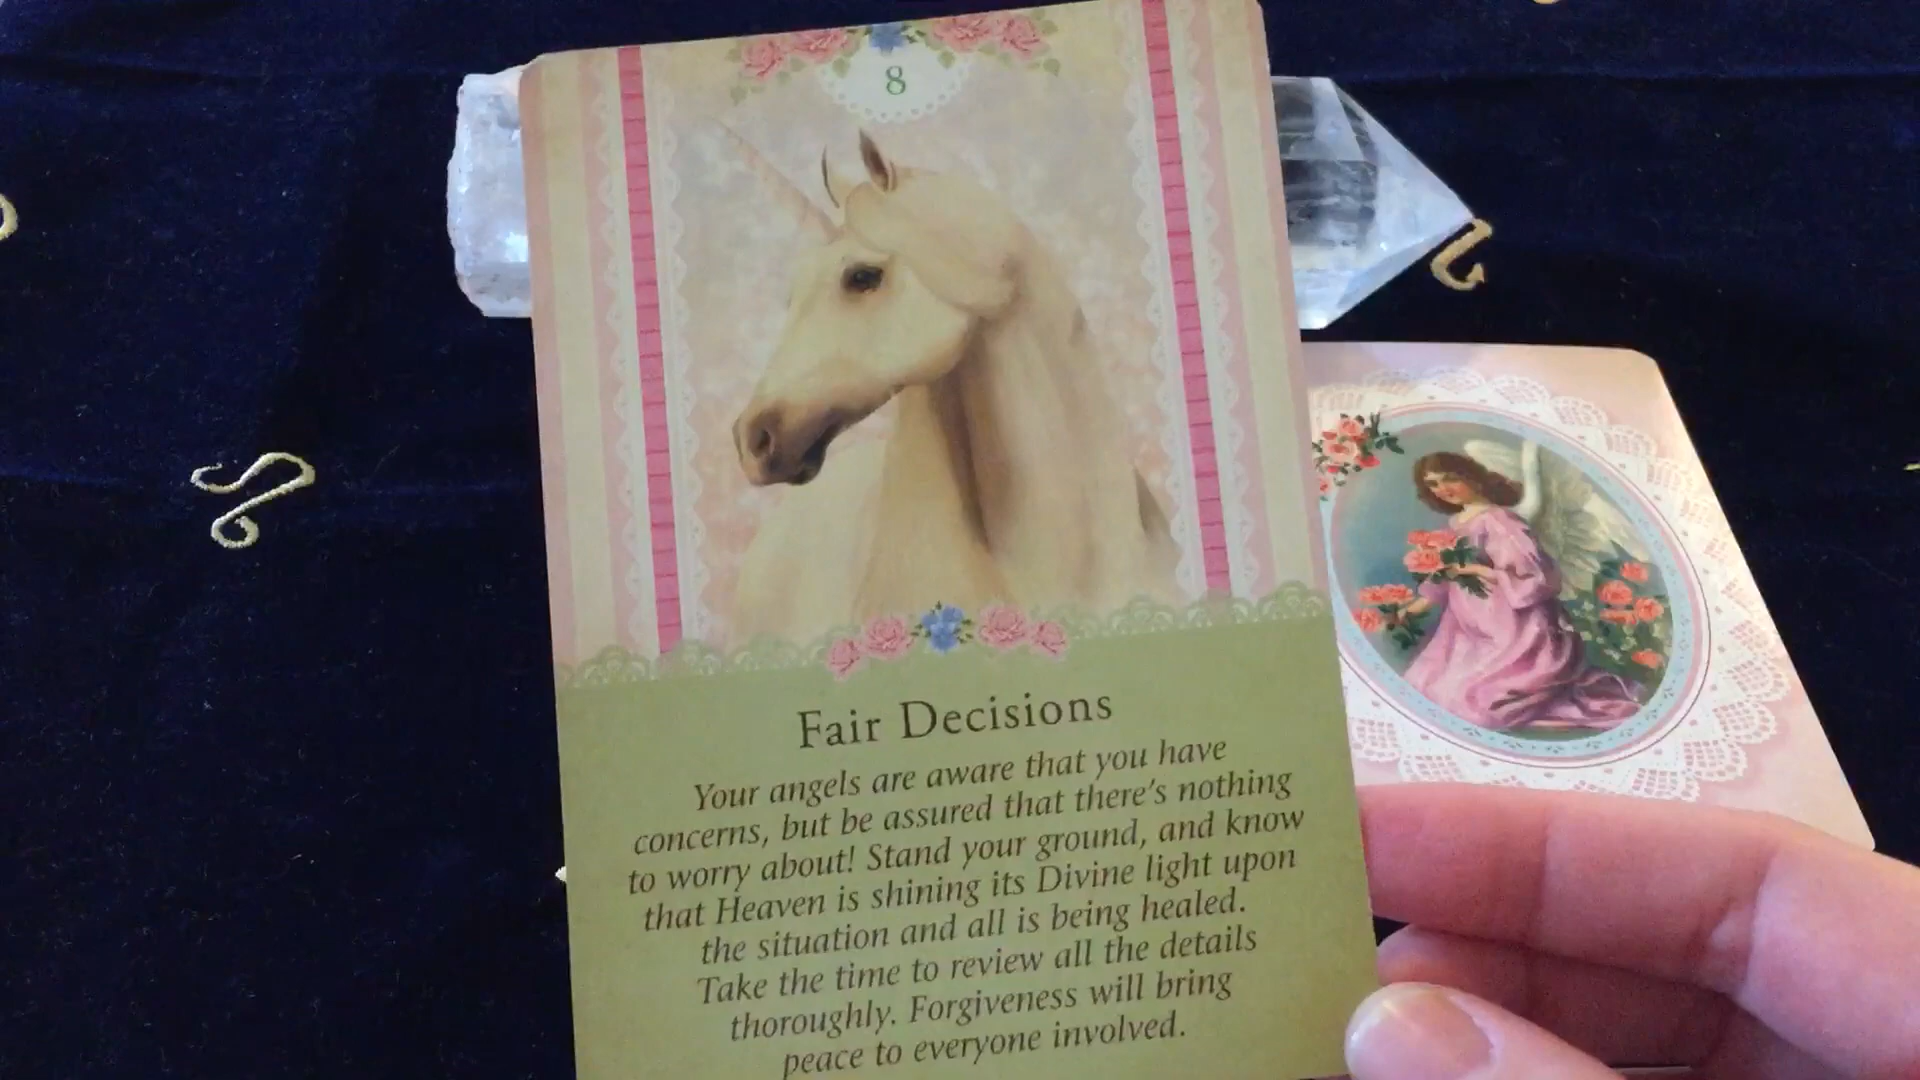 8
Fair Decisions
Your angels are aware that you have
concerns, but be assured that there's nothing
to worry about! Stand your ground, and know
that Heaven is shining its Divine light upon
the situation and all is being healed.
Take the time to review all the details
thoroughly. Forgiveness will bring
peace to everyone involved.